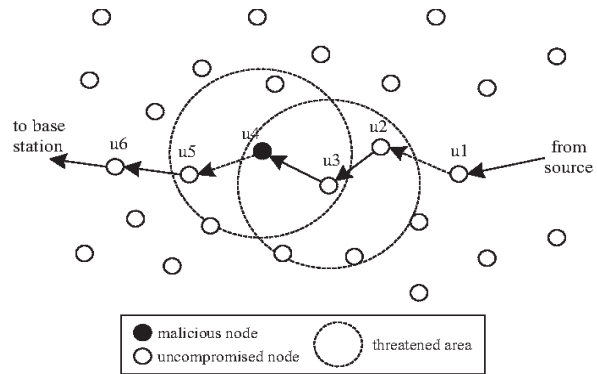 u4
u2
to base
station
u6
u5
u3
u1
from
source
malicious node
uncompromised node
threatened area